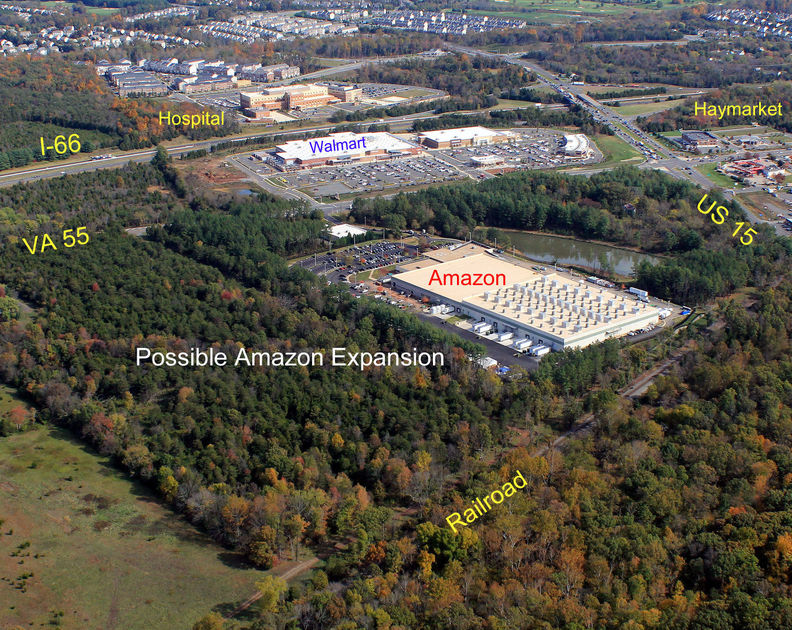 Hospital
Haymarket
I-66
Walmart
US 15
VA 55
Amazon
Possible Amazon Expansion
Railroad